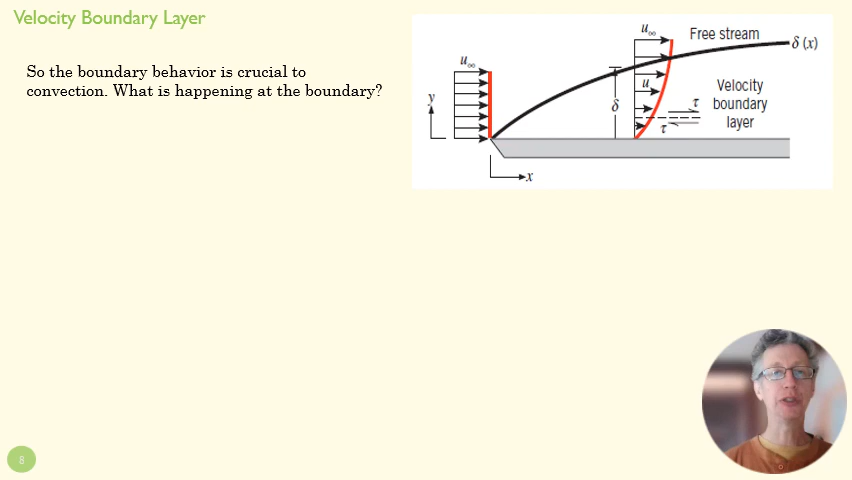 Velocity Boundary Layer
So the boundary behavior is crucial to
convection. What is happening at the boundary?
u∞
y
x
u∞
Free stream
δ (x)
u
δ
τ
τ
Velocity
boundary
layer
8